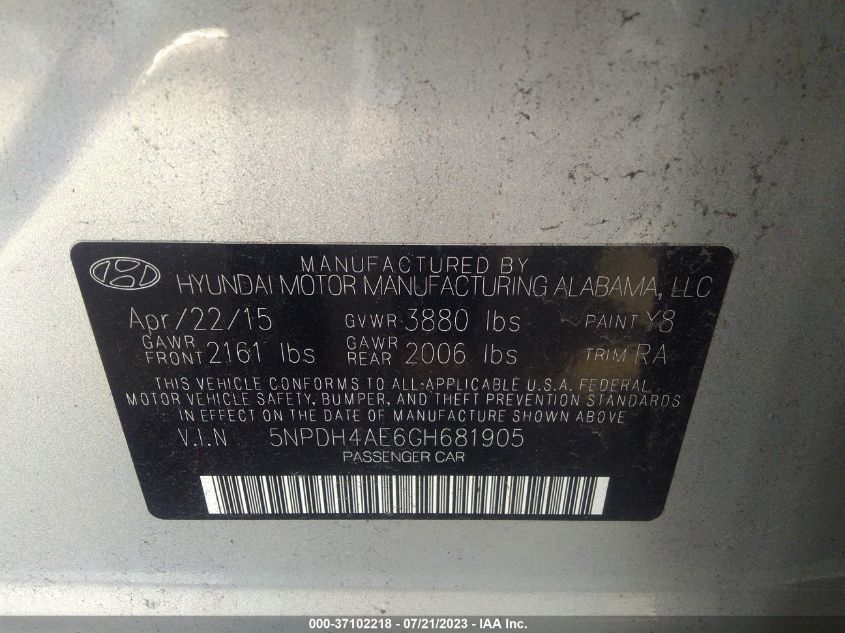 MANUFACTURED BY
HYUNDAI MOTOR MANUFACTURING ALABAMA, LLC
Apr/22/15 GVWR 3880 lbs PAINT Y8
GAWR FRONT 2161 lbs GAWR REAR 2006 lbs TRIM RA
THIS VEHICLE CONFORMS TO ALL APPLICABLE U.S.A. FEDERAL
MOTOR VEHICLE SAFETY, BUMPER, AND THEFT PREVENTION STANDARDS
IN EFFECT ON THE DATE OF MANUFACTURE SHOWN ABOVE
V.I.N 5NPDH4AE6GH681905
PASSENGER CAR
000-37102218 - 07/21/2023 - IAA Inc.